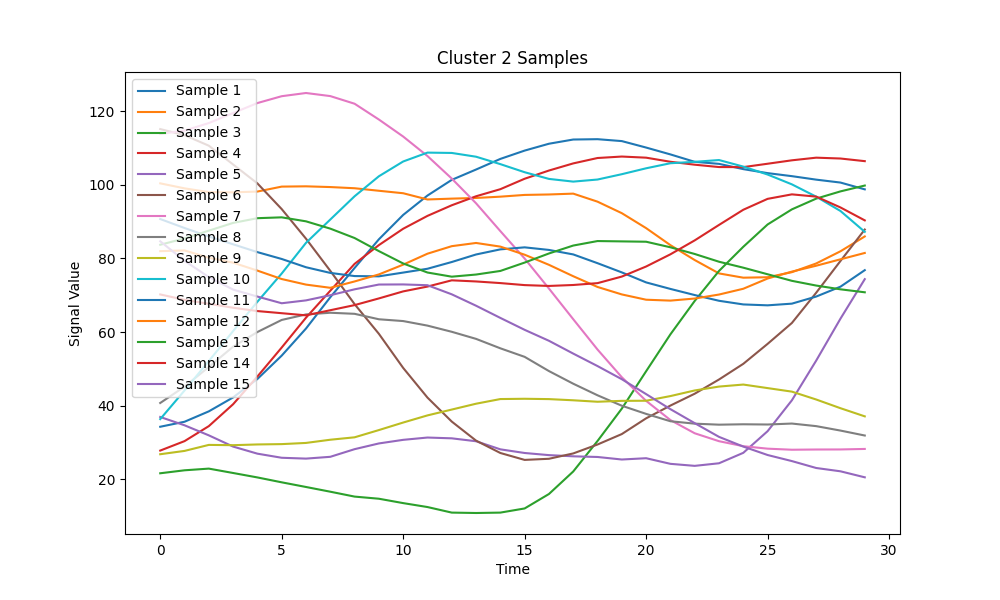 Cluster 2 Samples
Signal Value
120
100
80
60
40
20
Sample 1
Sample 2
Sample 3
Sample 4
Sample 5
Sample 6
Sample 7
Sample 8
Sample 9
Sample 10
Sample 11
Sample 12
Sample 13
Sample 14
Sample 15
0 5 10 15 20 25 30
Time